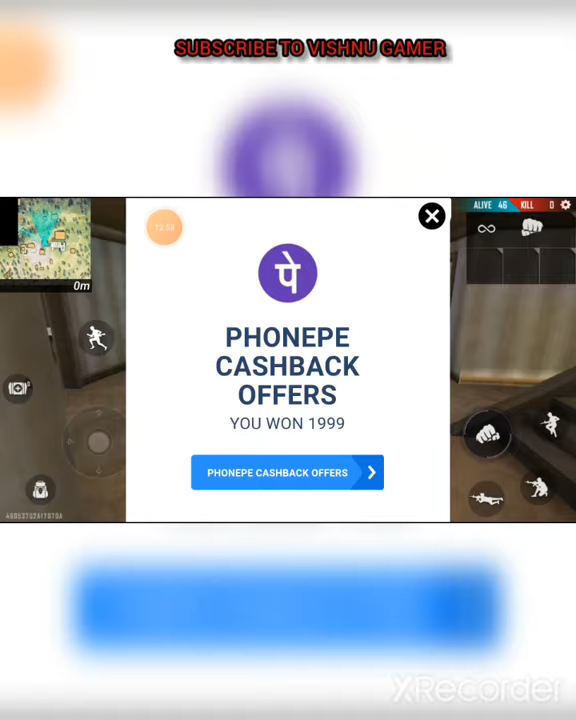 SUBSCRIBE TO VISHNU GAMER
ALIVE 46 KILL 0
0m
पे
PHONEPE
CASHBACK
OFFERS
YOU WON 1999
PHONEPE CASHBACK OFFERS
XRecorder